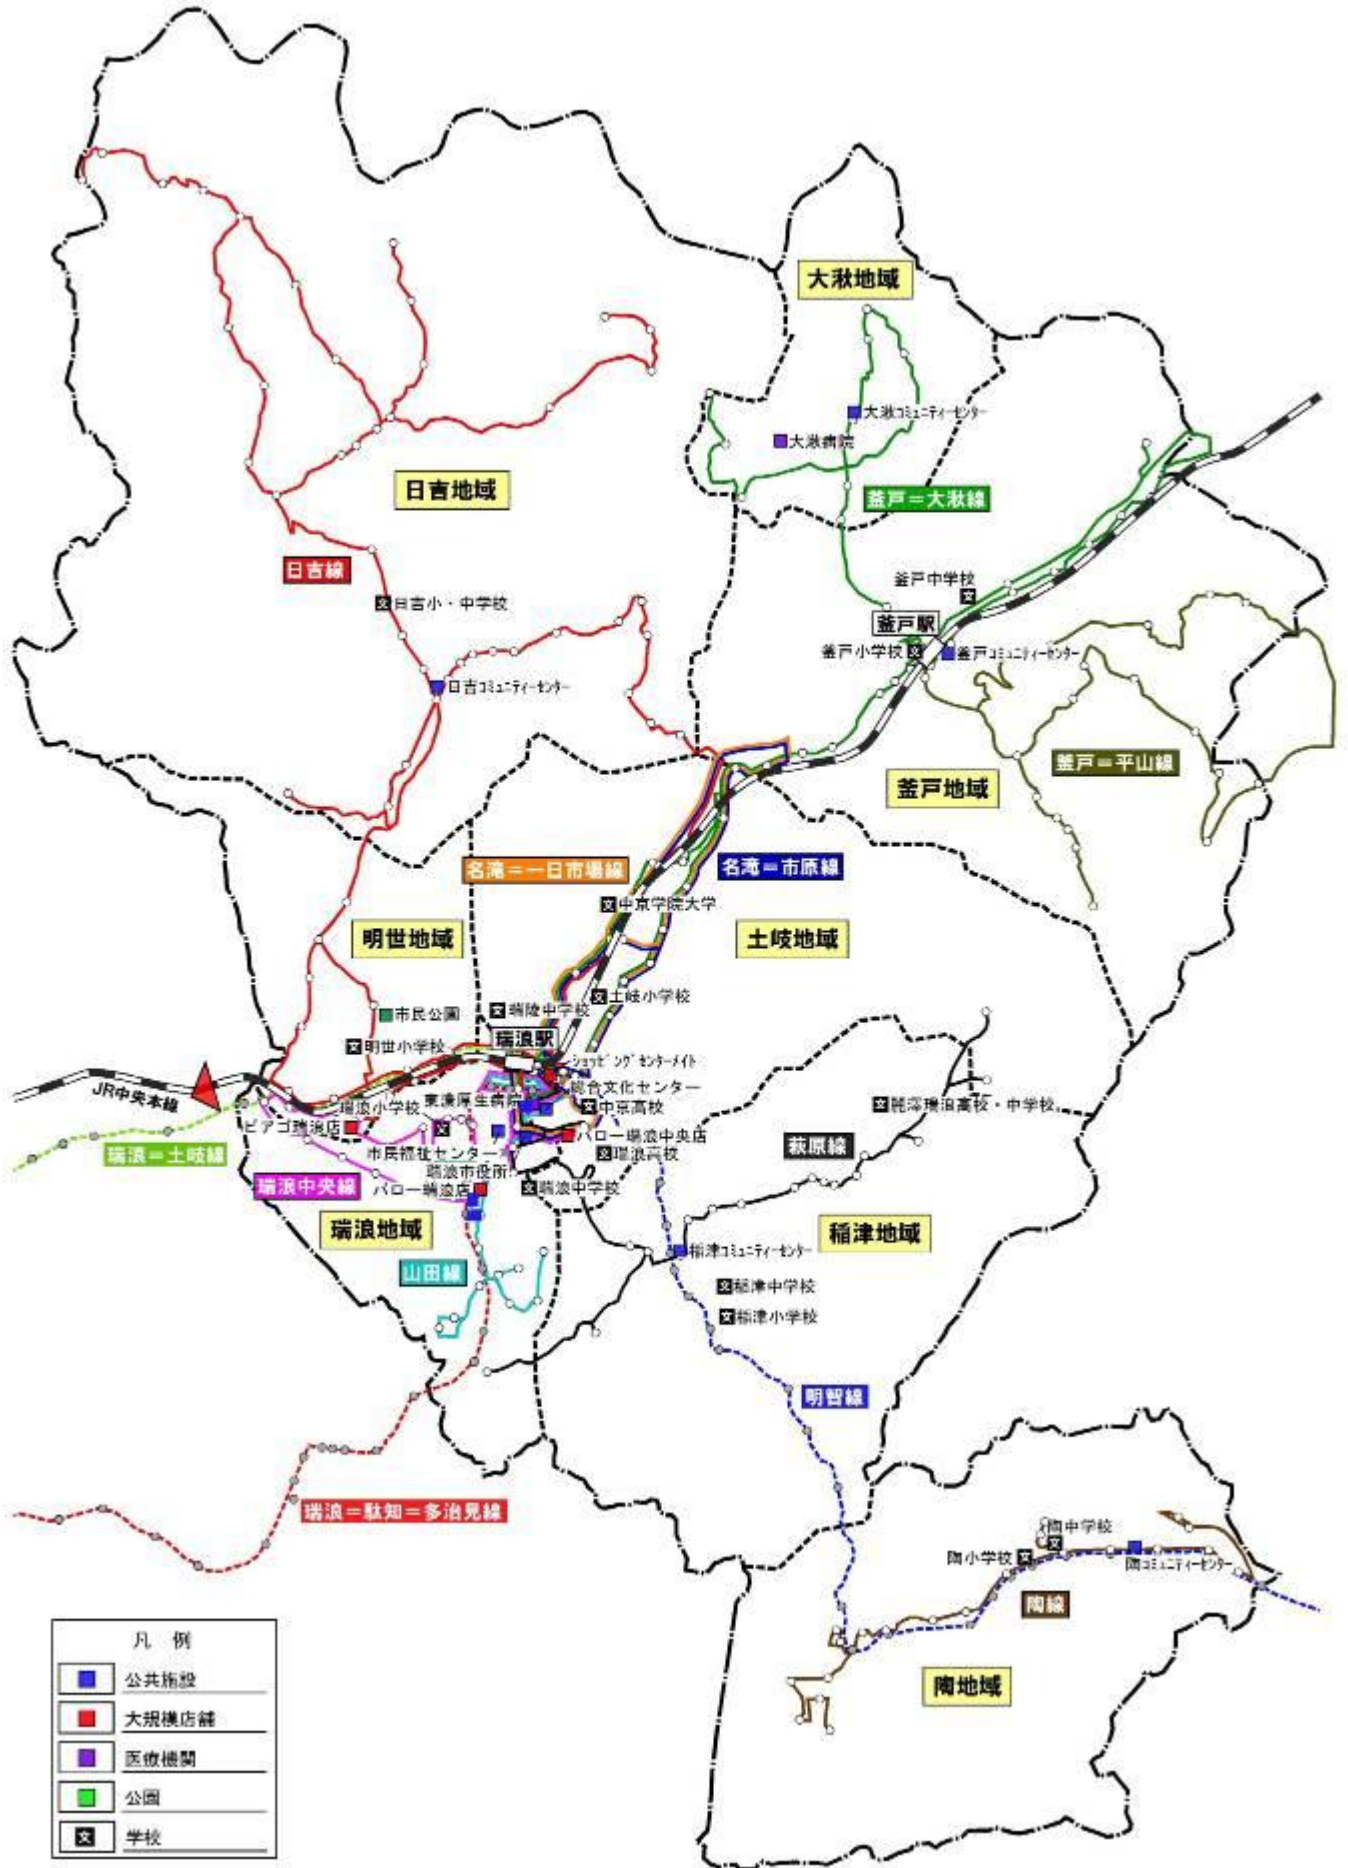 大湫地域
大湫コミュニティーセンター
大湫病院
日吉地域
釜戸＝大湫線
日吉線
釜戸中学校
日吉小・中学校
釜戸駅
釜戸小学校
釜戸コミュニティーセンター
日吉コミュニティーセンター
釜戸＝平山線
釜戸地域
名滝＝一日市場線
名滝＝市原線
中京学院大学
明世地域
土岐地域
土岐小学校
瑞陵中学校
市民公園
瑞浪駅
明世小学校
ショッピングセンターメイト
JR中央本線
総合文化センター
瑞浪小学校
東濃厚生病院
中京高校
麗澤瑞浪高校・中学校
ピアゴ瑞浪店
バロー瑞浪中央店
萩原線
瑞浪＝土岐線
市民福祉センター
瑞浪高校
瑞浪市役所
瑞浪中央線
バロー瑞浪店
瑞浪中学校
瑞浪地域
稲津地域
稲津コミュニティーセンター
山田線
稲津中学校
稲津小学校
明智線
瑞浪＝駄知＝多治見線
陶中学校
陶小学校
陶コミュニティーセンター
陶線
陶地域
凡 例
公共施設
大規模店舗
医療機関
公園
文 学校